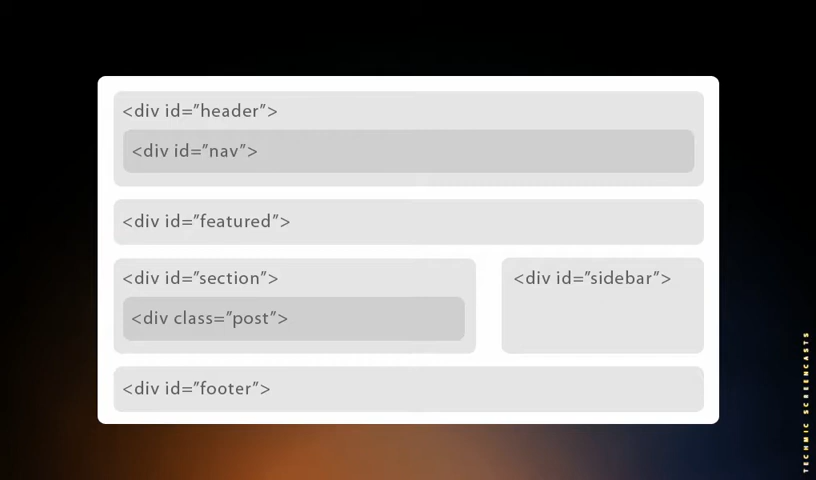 <div id="header">
<div id="nav">
<div id="featured">
<div id="section">
<div class="post">
<div id="sidebar">
<div id="footer">
TECHMIC SCREENCASTS